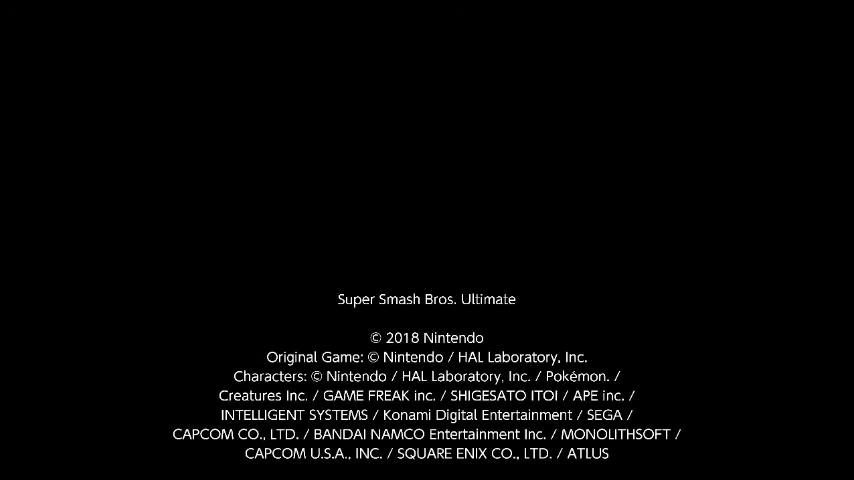 Super Smash Bros. Ultimate
© 2018 Nintendo
Original Game: © Nintendo / HAL Laboratory, Inc.
Characters: © Nintendo / HAL Laboratory, Inc. / Pokémon. /
Creatures Inc. / GAME FREAK inc. / SHIGESATO ITOI / APE inc. /
INTELLIGENT SYSTEMS / Konami Digital Entertainment / SEGA /
CAPCOM CO., LTD. / BANDAI NAMCO Entertainment Inc. / MONOLITHSOFT /
CAPCOM U.S.A., INC. / SQUARE ENIX CO., LTD. / ATLUS